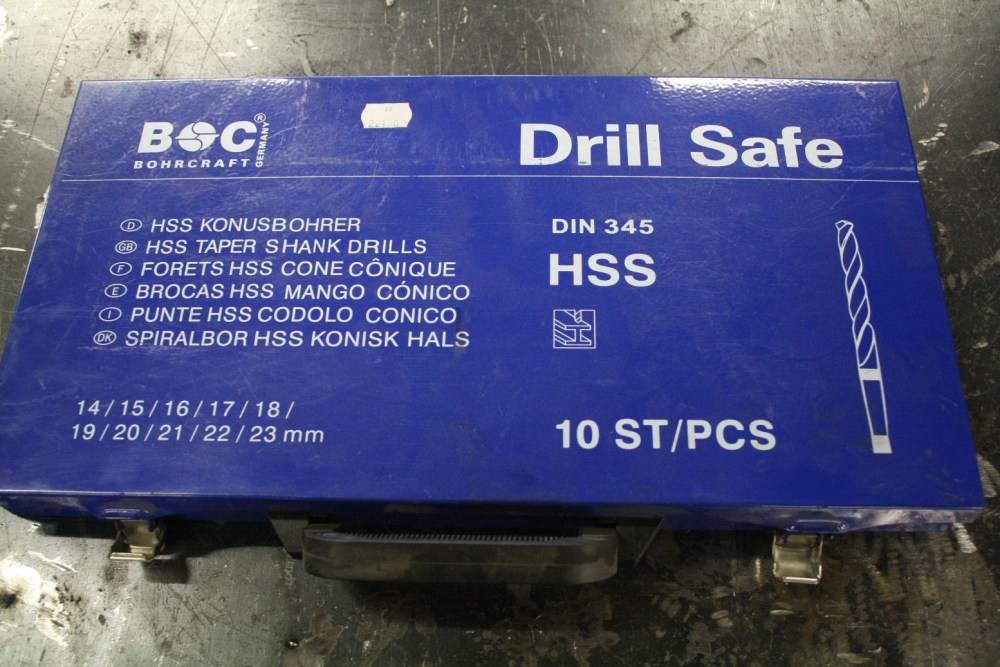 BOC®
BOHRCRAFT
GERMANY
Drill Safe
D HSS KONUSBOHRER
GB HSS TAPER SHANK DRILLS
F FORETS HSS CONE CÔNIQUE
E BROCAS HSS MANGO CÓNICO
I PUNTE HSS CODOLO CONICO
DK SPIRALBOR HSS KONISK HALS
DIN 345
HSS
14/15/16/17/18/
19/20/21/22/23 mm
10 ST/PCS